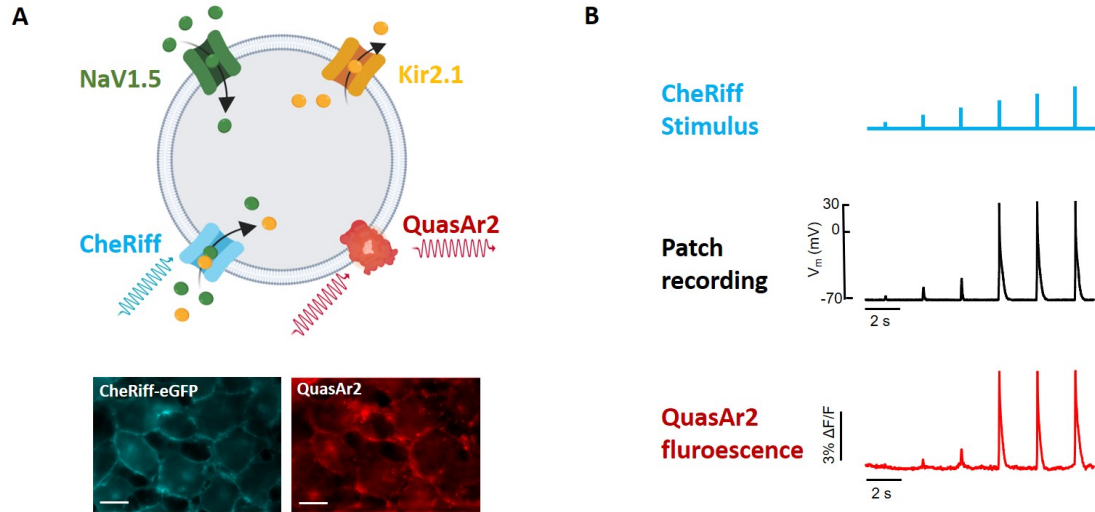 A
NaV1.5
Kir2.1
CheRiff
QuasAr2
CheRiff-eGFP
QuasAr2
B
CheRiff
Stimulus
Patch
recording
Vm (mV)
30
0
-70
2 s
QuasAr2
fluroescence
3% ΔF/F
2 s